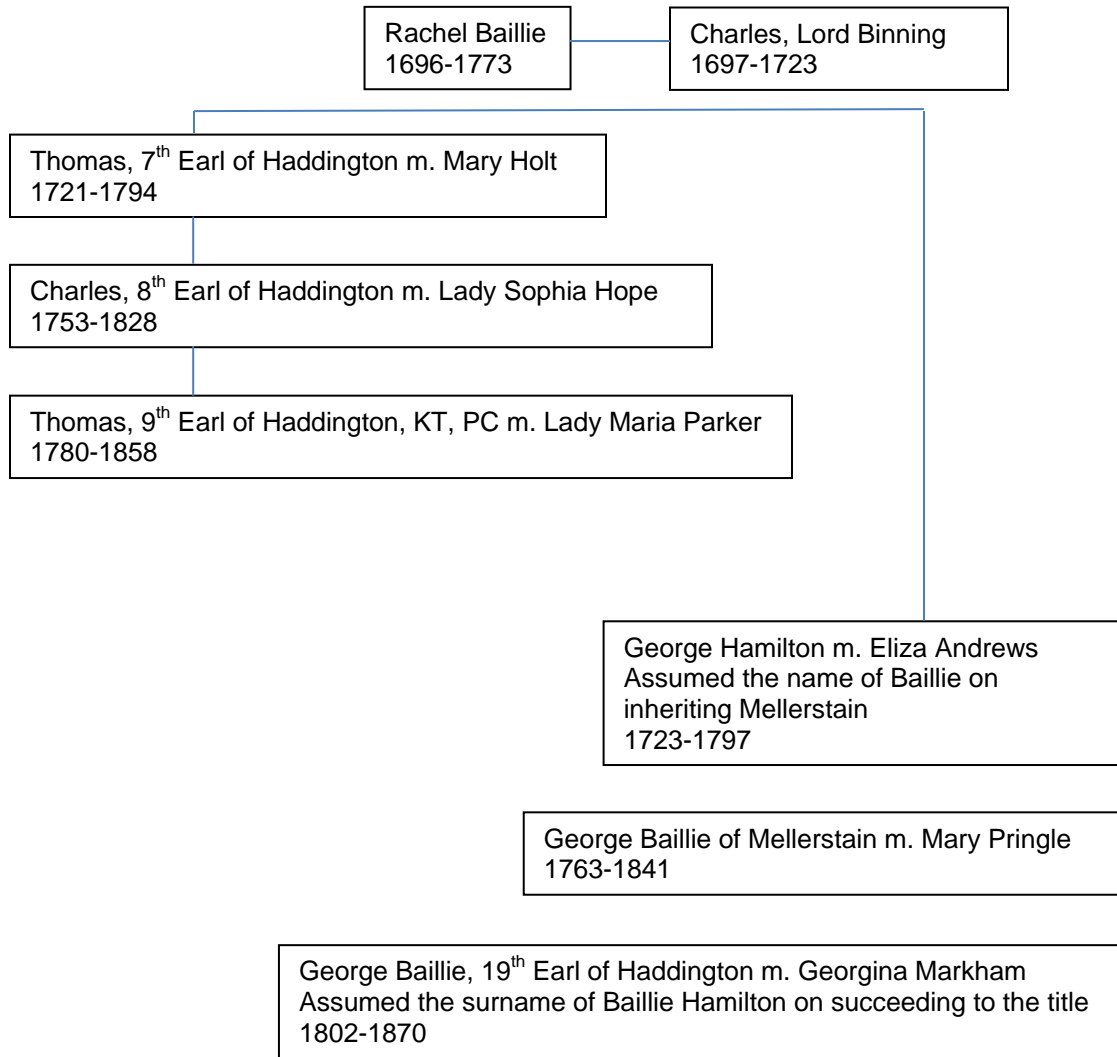 Rachel Baillie
1696-1773
Charles, Lord Binning
1697-1723
Thomas, 7th Earl of Haddington m. Mary Holt
1721-1794
Charles, 8th Earl of Haddington m. Lady Sophia Hope
1753-1828
Thomas, 9th Earl of Haddington, KT, PC m. Lady Maria Parker
1780-1858
George Hamilton m. Eliza Andrews
Assumed the name of Baillie on
inheriting Mellerstain
1723-1797
George Baillie of Mellerstain m. Mary Pringle
1763-1841
George Baillie, 19th Earl of Haddington m. Georgina Markham
Assumed the surname of Baillie Hamilton on succeeding to the title
1802-1870